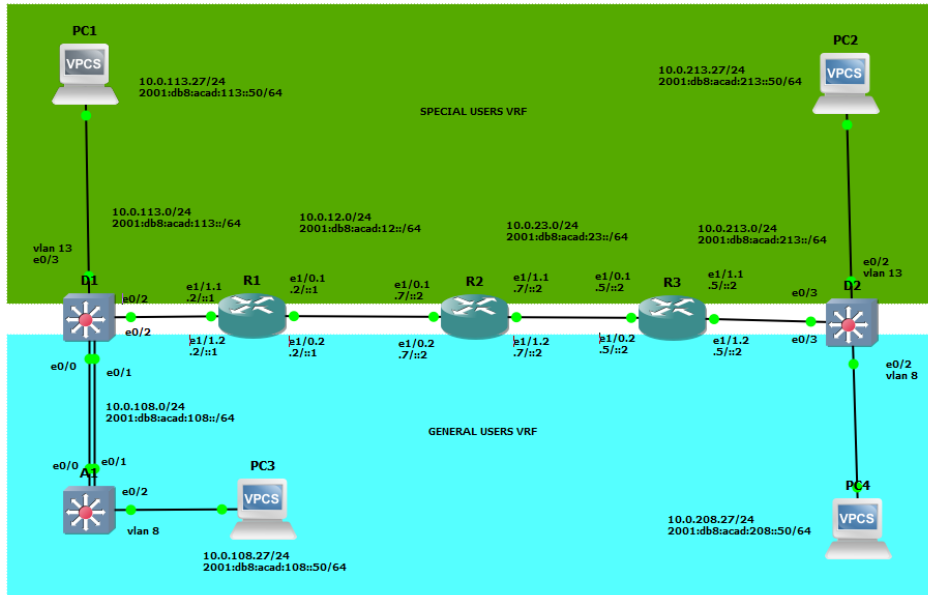 PC1
VPCS
10.0.113.27/24
2001:db8:acad:113::50/64
PC2
VPCS
10.0.213.27/24
2001:db8:acad:213::50/64
SPECIAL USERS VRF
10.0.113.0/24
2001:db8:acad:113::/64
10.0.12.0/24
2001:db8:acad:12::/64
10.0.23.0/24
2001:db8:acad:23::/64
10.0.213.0/24
2001:db8:acad:213::/64
vlan 13
e0/3
D1
e0/2
e0/2
e0/0
e0/1
e1/1.1
.2/::1
R1
e1/0.1
.2/::1
e1/1.2
.2/::1
e1/0.2
.2/::1
e1/0.1
.7/::2
R2
e1/1.1
.7/::2
e1/0.2
.7/::2
e1/1.2
.7/::2
e1/0.1
.5/::2
R3
e1/1.1
.5/::2
e1/0.2
.5/::2
e1/1.2
.5/::2
e0/2
vlan 13
D2
e0/3
e0/3
e0/2
vlan 8
10.0.108.0/24
2001:db8:acad:108::/64
GENERAL USERS VRF
e0/0
e0/1
A1
e0/2
vlan 8
PC3
VPCS
10.0.108.27/24
2001:db8:acad:108::50/64
PC4
VPCS
10.0.208.27/24
2001:db8:acad:208::50/64